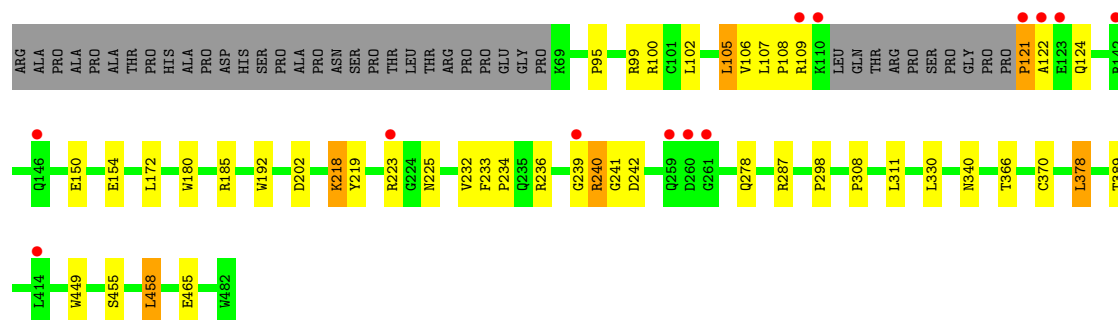 ARG ALA PRO ALA PRO ALA THR PRO HIS ALA PRO ASP HIS SER PRO ALA PRO ASN SER PRO THR LEU THR ARG PRO PRO GLU GLY PRO K69 P95 R99 R100 C101 L102 L105 V106 L107 P108 R109 K110 LEU GLN THR ARG PRO SER PRO GLY PRO PRO P121 A122 E123 Q124
Q146 E150 E154 L172 W180 R185 W192 D202 K218 Y219 R223 G224 N225 V232 F233 P234 Q235 R236 G239 R240 G241 D242 Q259 D260 G261 Q278 R287 P298 P308 L311 L330 N340 T366 C370 L378
L414 W449 S455 L458 E465 W482